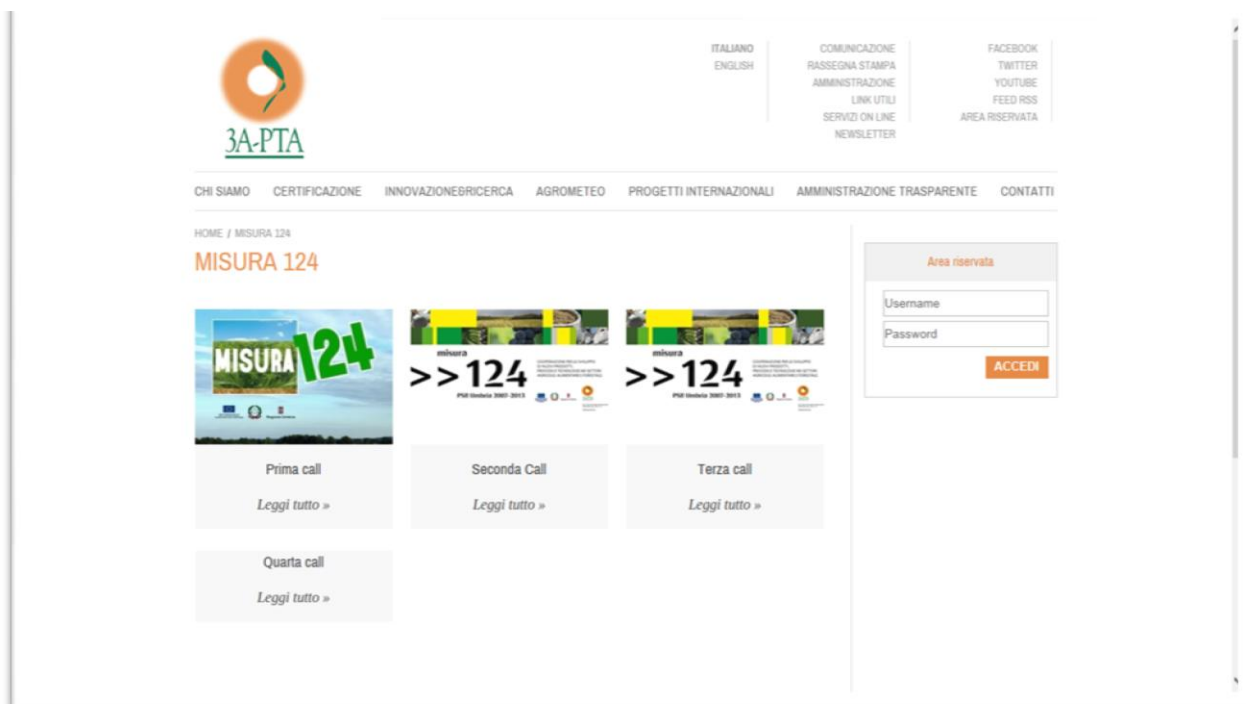 3A-PTA
ITALIANO
ENGLISH
COMUNICAZIONE
RASSEGNA STAMPA
AMMINISTRAZIONE
LINK UTILI
SERVIZI ON LINE
NEWSLETTER
FACEBOOK
TWITTER
YOUTUBE
FEED RSS
AREA RISERVATA
CHI SIAMO CERTIFICAZIONE INNOVAZIONE&RICERCA AGROMETEO PROGETTI INTERNAZIONALI AMMINISTRAZIONE TRASPARENTE CONTATTI
HOME / MISURA 124
MISURA 124
MISURA 124
Prima call
Leggi tutto »
misura
>>124
PSR Umbria 2007-2013
Seconda Call
Leggi tutto »
misura
>>124
PSR Umbria 2007-2013
Terza call
Leggi tutto »
Quarta call
Leggi tutto »
Area riservata
Username
Password
ACCEDI